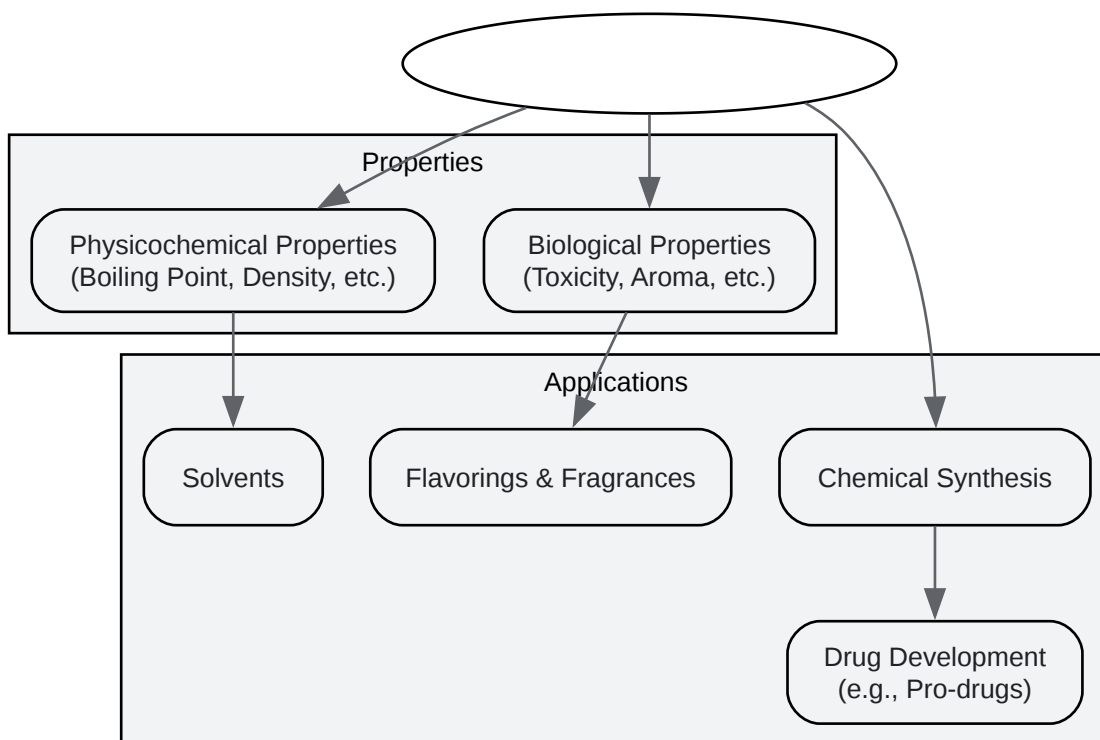 Properties
Physicochemical Properties
(Boiling Point, Density, etc.)
Biological Properties
(Toxicity, Aroma, etc.)
Applications
Solvents
Flavorings & Fragrances
Chemical Synthesis
Drug Development
(e.g., Pro-drugs)